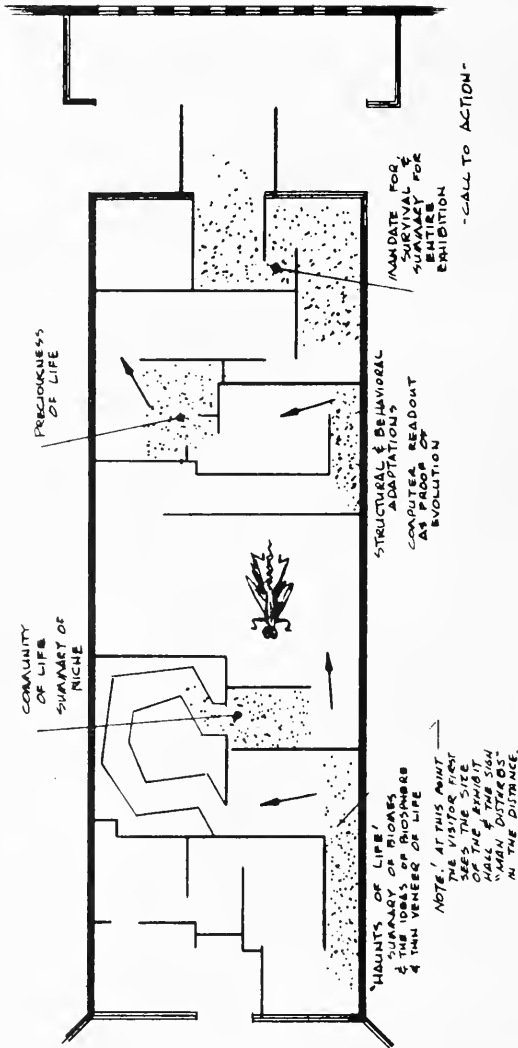 COMMUNITY
OF LIFE
SUMMARY OF
NICHE
PRECIOUSNESS
OF LIFE
"HAUNTS OF LIFE"
SUMMARY OF BIOMES
& THE IDEAS OF BIOSPHERE
& THIN VENEER OF LIFE
NOTE! AT THIS POINT
THE VISITOR FIRST
SEES THE SIZE
OF THE EXHIBIT
HALL & THE SIGN
"MAN DISTURBS"
IN THE DISTANCE.
STRUCTURAL & BEHAVIORAL
ADAPTATIONS
COMPUTER READOUT
AS PROOF OF
EVOLUTION
MANDATE FOR
SURVIVAL &
SUMMARY FOR
ENTIRE
EXHIBITION
-CALL TO ACTION-